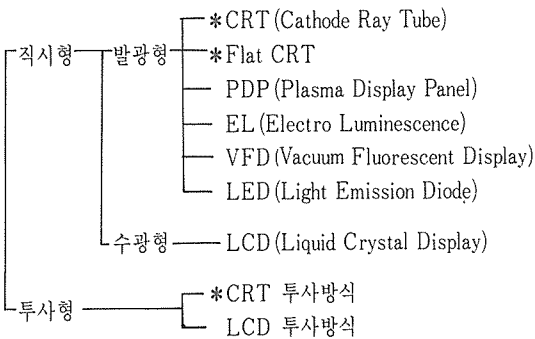 *CRT(Cathode Ray Tube)
직시형 발광형 *Flat CRT
PDP(Plasma Display Panel)
EL(Electro Luminescence)
VFD(Vacuum Fluorescent Display)
LED(Light Emission Diode)
수광형 LCD(Liquid Crystal Display)
*CRT 투사방식
투사형
LCD 투사방식